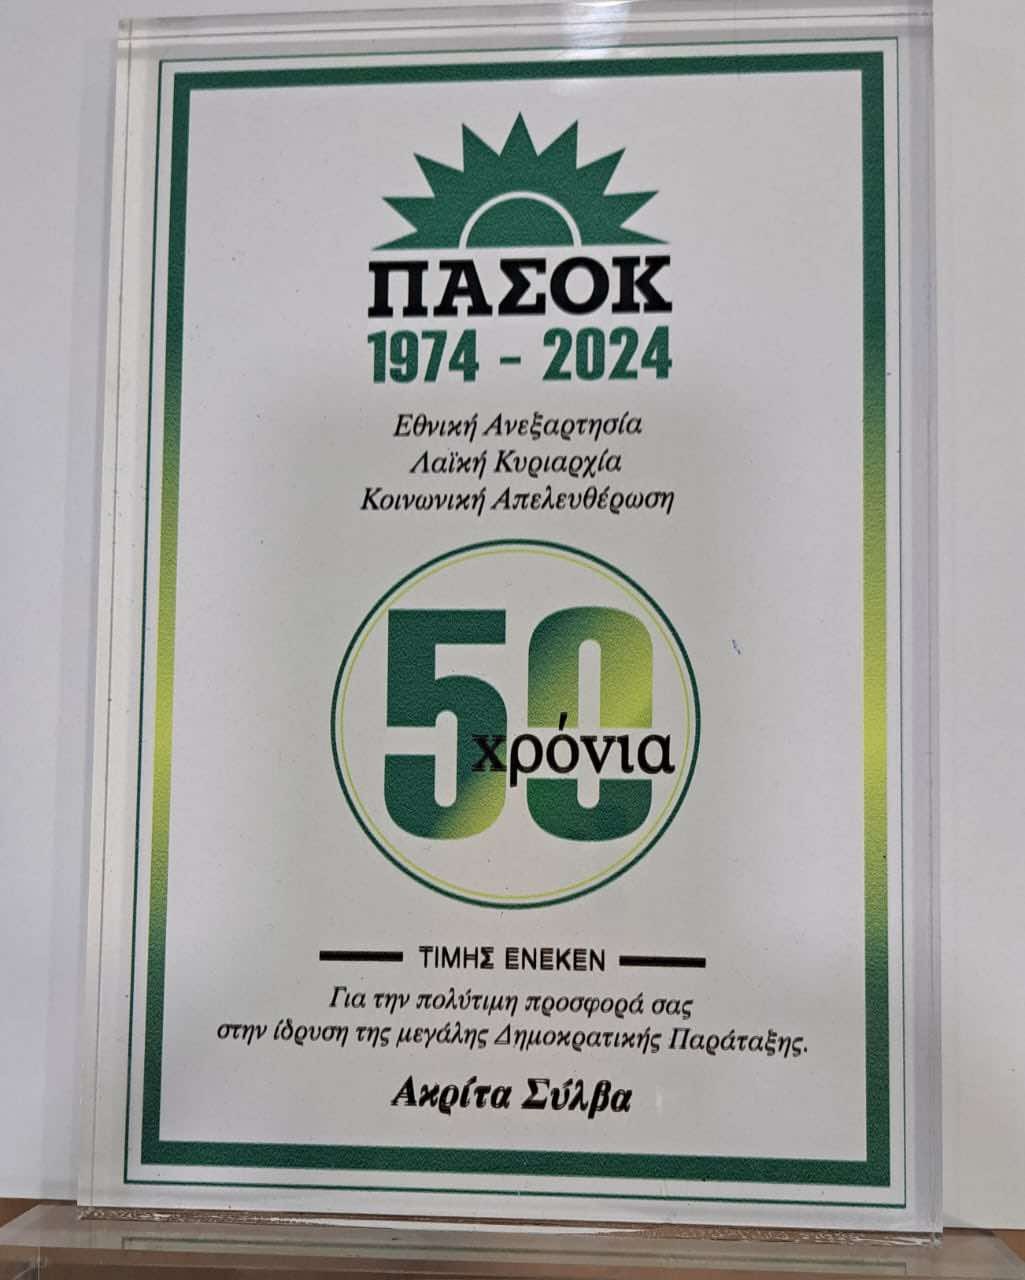 ΠΑΣΟΚ
1974 - 2024
Εθνική Ανεξαρτησία
Λαϊκή Κυριαρχία
Κοινωνική Απελευθέρωση
50
χρόνια
ΤΙΜΗΣ ΕΝΕΚΕΝ
Για την πολύτιμη προσφορά σας
στην ίδρυση της μεγάλης Δημοκρατικής Παράταξης.
Ακρίτα Σύλβα